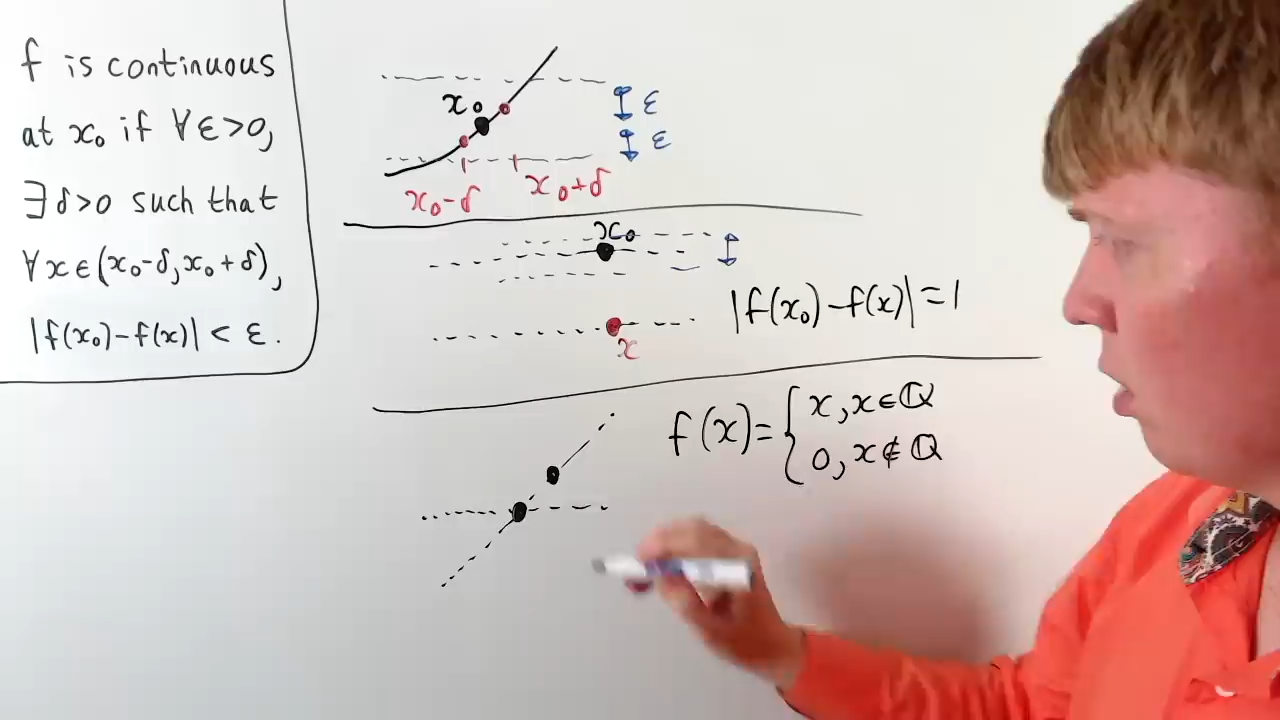 f is continuous
at x₀ if ∀ε>0,
∃δ>0 such that
∀x∈(x₀-δ,x₀+δ),
|f(x₀)-f(x)|<ε.
x₀
ε
ε
x₀-δ
x₀+δ
x₀
|f(x₀)-f(x)|=1
x
f(x)={x,x∈ℚ
0,x∉ℚ